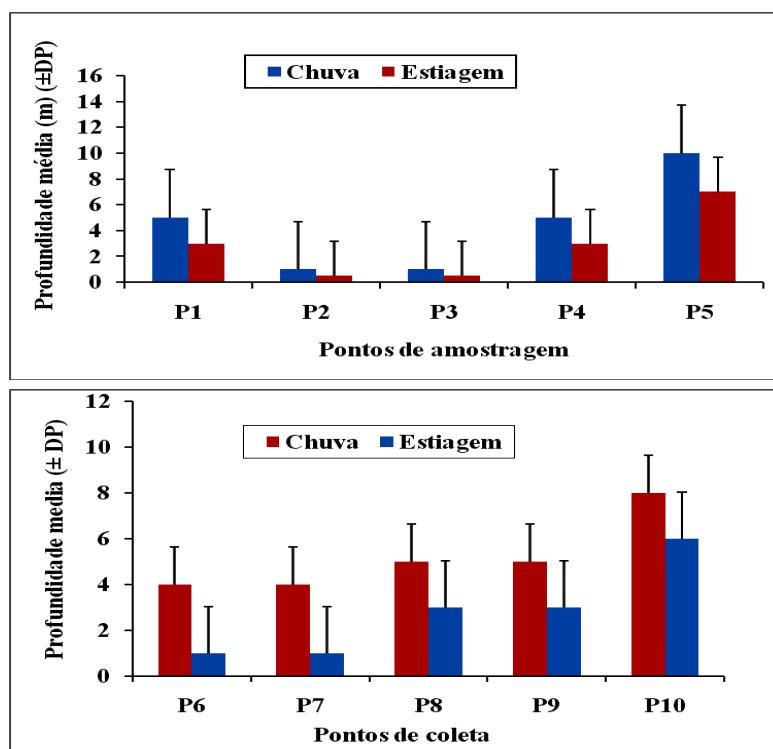 Profundidade média (m) (±DP)
Chuva Estiagem
16
14
12
10
8
6
4
2
0
P1 P2 P3 P4 P5
Pontos de amostragem
Profundidade media (± DP)
Chuva Estiagem
12
10
8
6
4
2
0
P6 P7 P8 P9 P10
Pontos de coleta